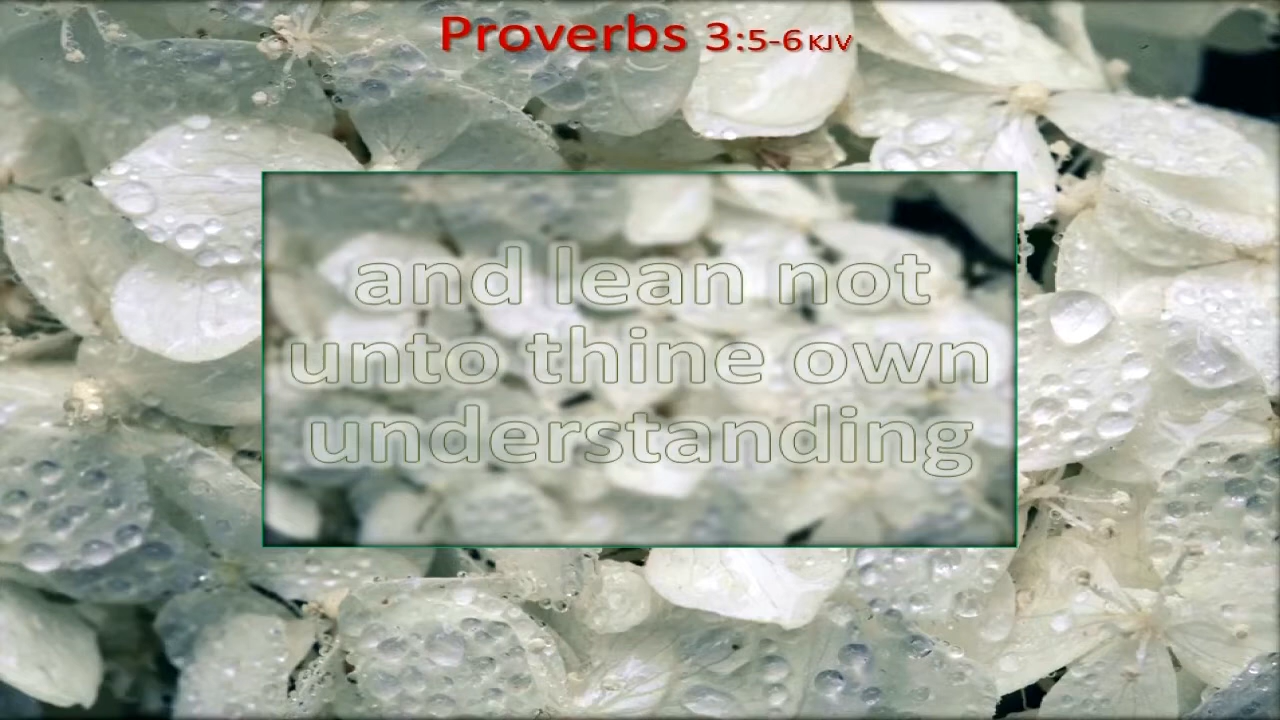 Proverbs 3:5-6 KJV
and lean not
unto thine own
understanding